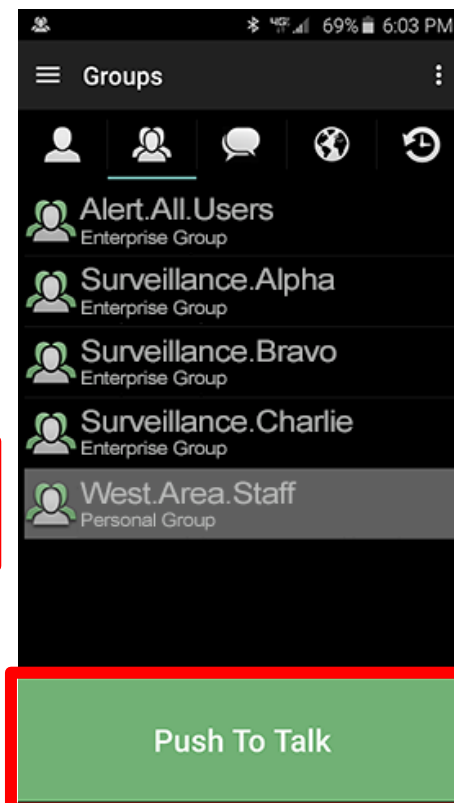 4G 69% 6:03 PM
Groups
Alert.All.Users
Enterprise Group
Surveillance.Alpha
Enterprise Group
Surveillance.Bravo
Enterprise Group
Surveillance.Charlie
Enterprise Group
West.Area.Staff
Personal Group
Push To Talk